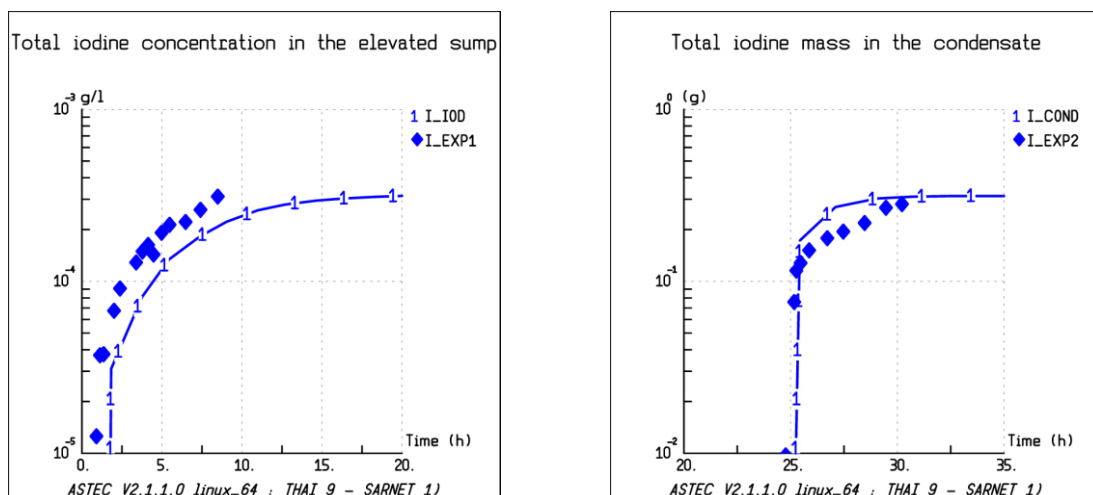 Total iodine concentration in the elevated sump
10-3 g/l
1 I_IOD
I_EXP1
10-4
10-5
0. 5. 10. 15. 20.
Time (h)
ASTEC V2.1.1.0 linux_64 : THAI 9 - SARNET 1)
Total iodine mass in the condensate
100 (g)
1 I_COND
I_EXP2
10-1
10-2
20. 25. 30. 35.
Time (h)
ASTEC V2.1.1.0 linux_64 : THAI 9 - SARNET 1)